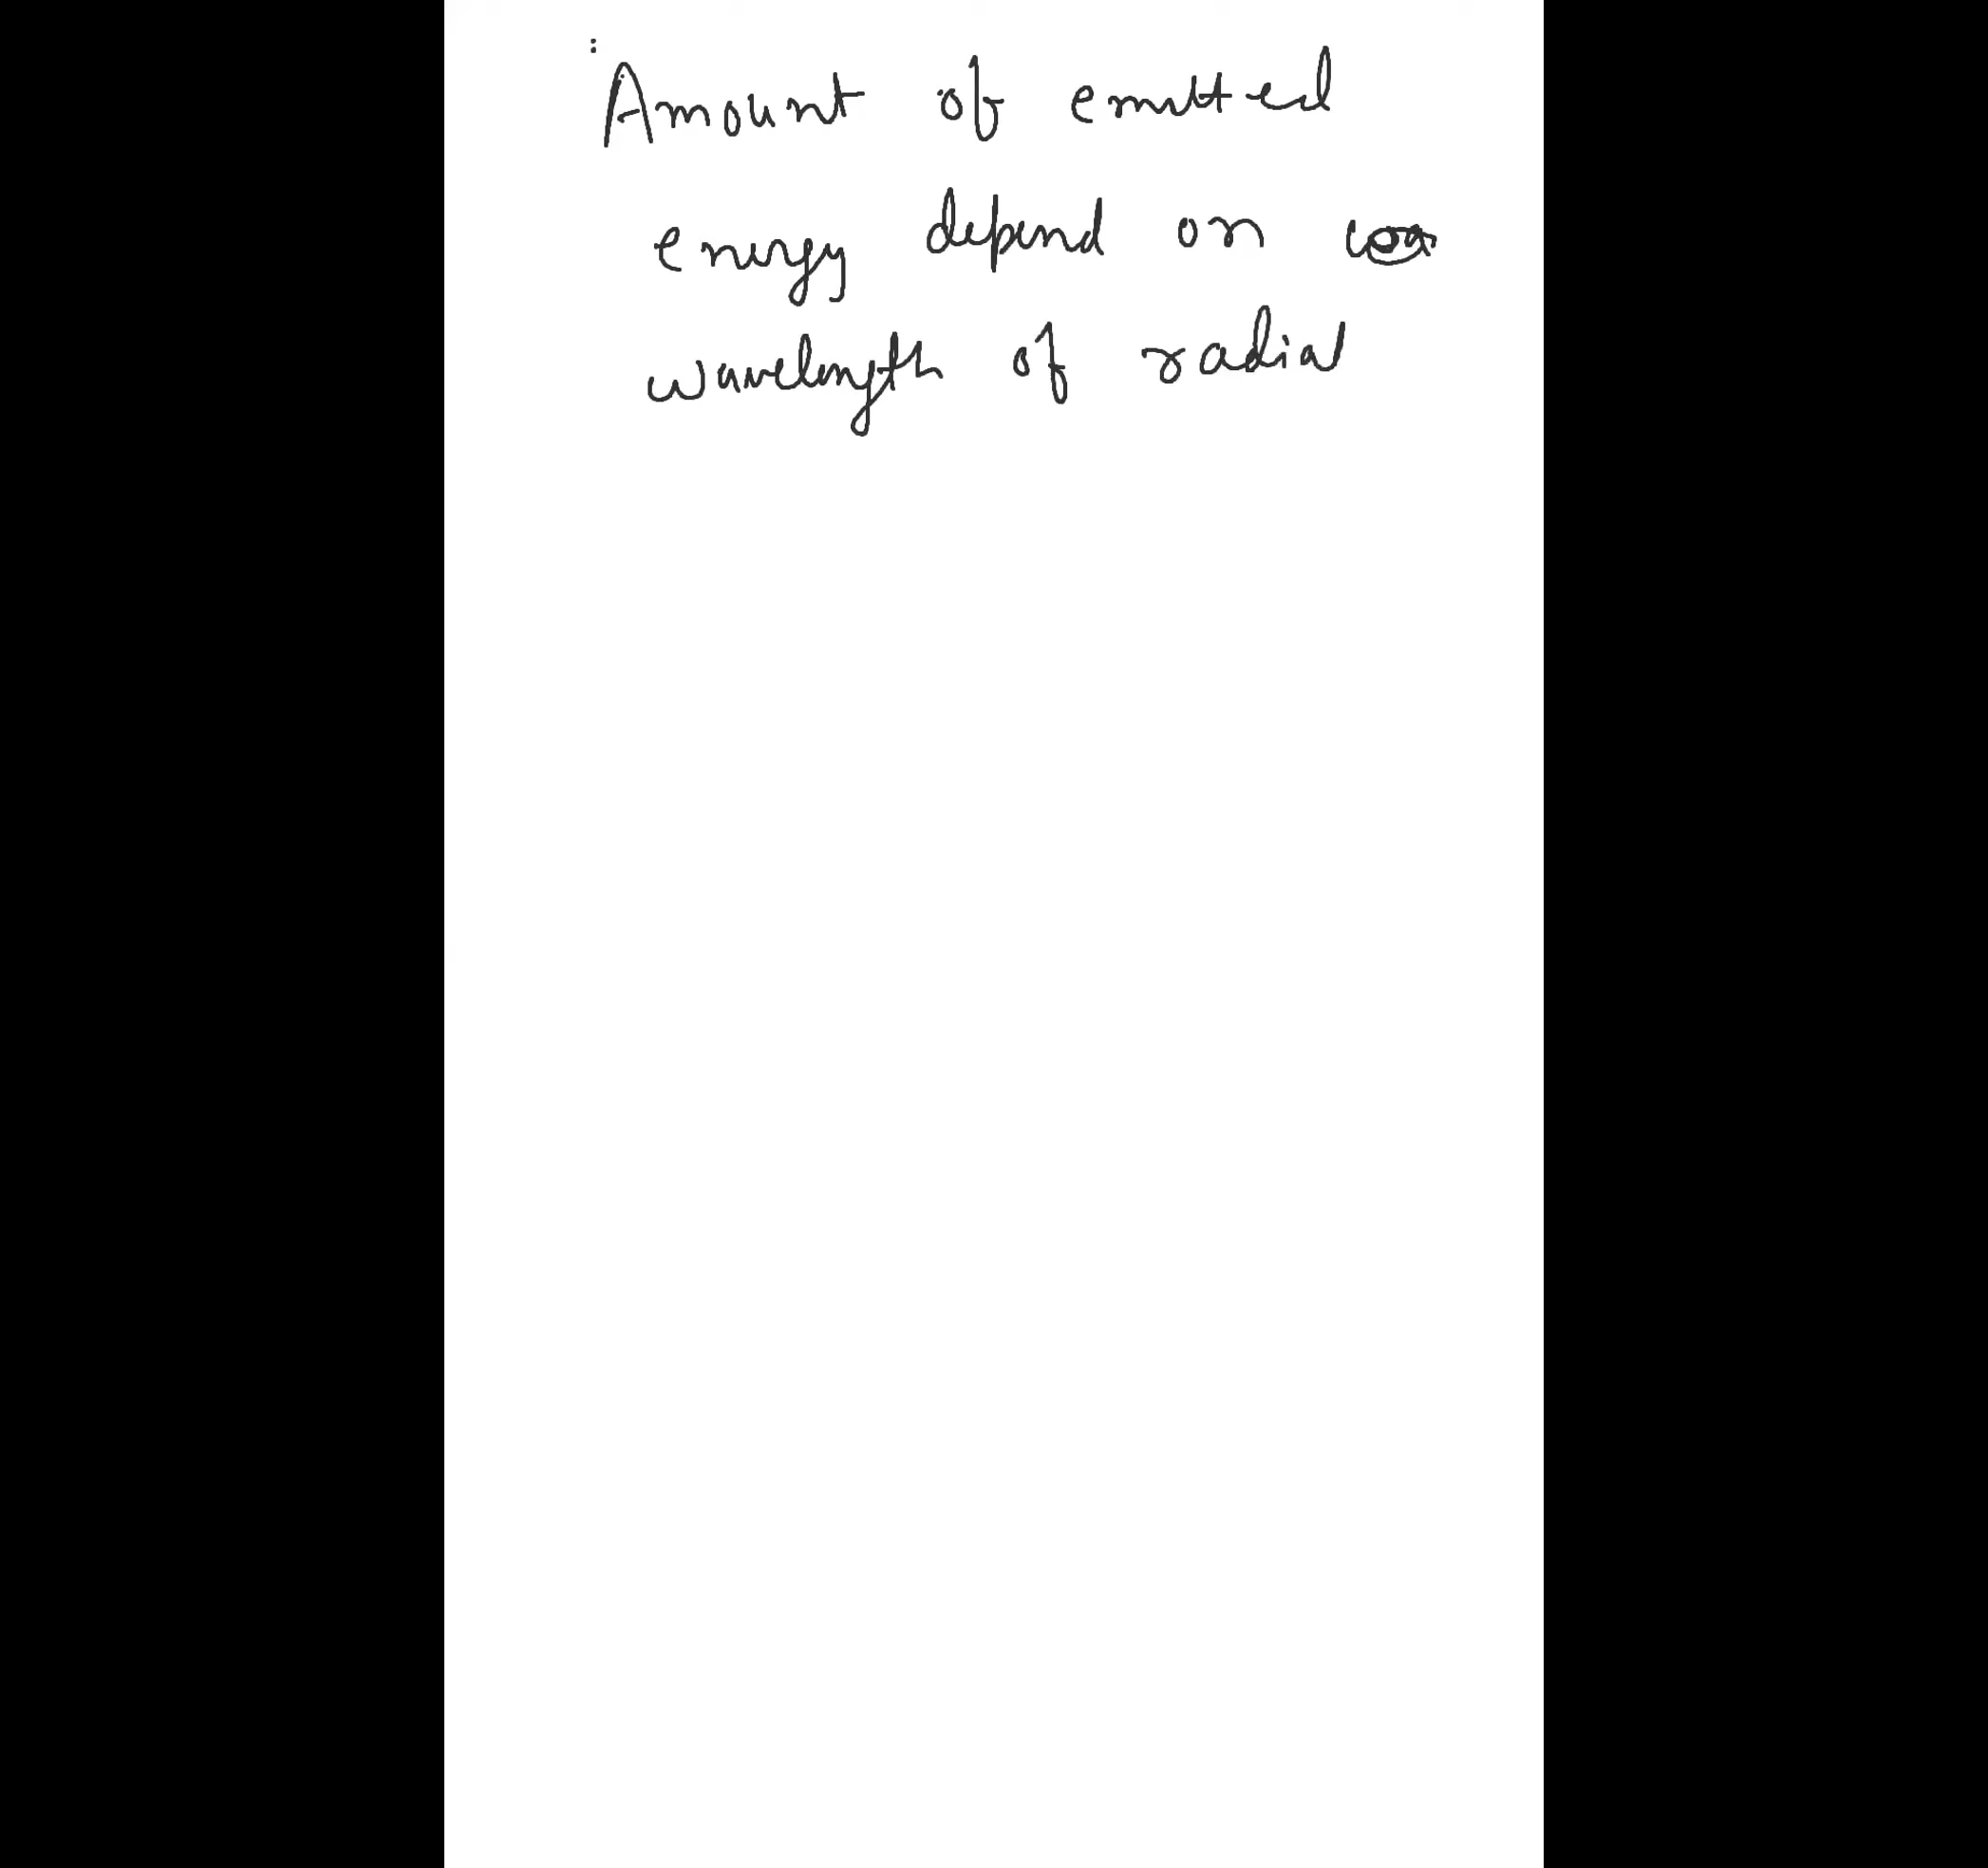 Amount of emitted
energy depend on
wavelength of radial